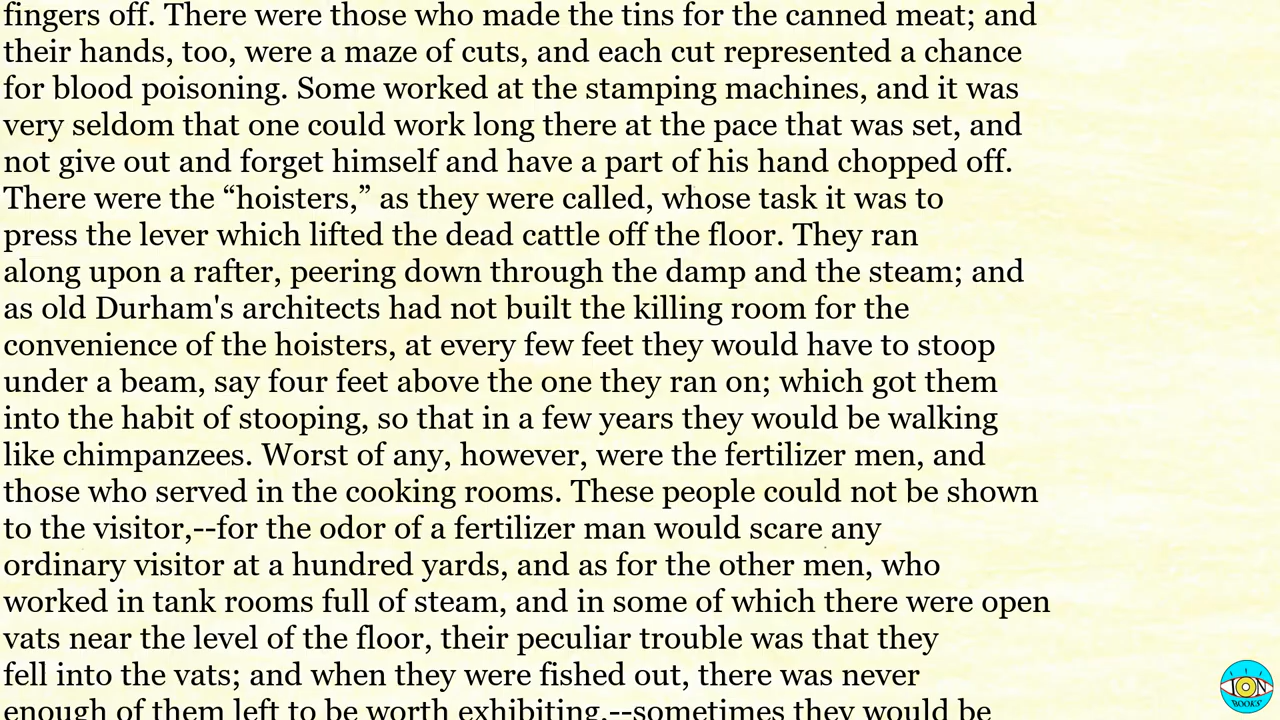 fingers off. There were those who made the tins for the canned meat; and
their hands, too, were a maze of cuts, and each cut represented a chance
for blood poisoning. Some worked at the stamping machines, and it was
very seldom that one could work long there at the pace that was set, and
not give out and forget himself and have a part of his hand chopped off.
There were the “hoisters,” as they were called, whose task it was to
press the lever which lifted the dead cattle off the floor. They ran
along upon a rafter, peering down through the damp and the steam; and
as old Durham's architects had not built the killing room for the
convenience of the hoisters, at every few feet they would have to stoop
under a beam, say four feet above the one they ran on; which got them
into the habit of stooping, so that in a few years they would be walking
like chimpanzees. Worst of any, however, were the fertilizer men, and
those who served in the cooking rooms. These people could not be shown
to the visitor,--for the odor of a fertilizer man would scare any
ordinary visitor at a hundred yards, and as for the other men, who
worked in tank rooms full of steam, and in some of which there were open
vats near the level of the floor, their peculiar trouble was that they
fell into the vats; and when they were fished out, there was never
enough of them left to be worth exhibiting,--sometimes they would be
ION
BOOKS